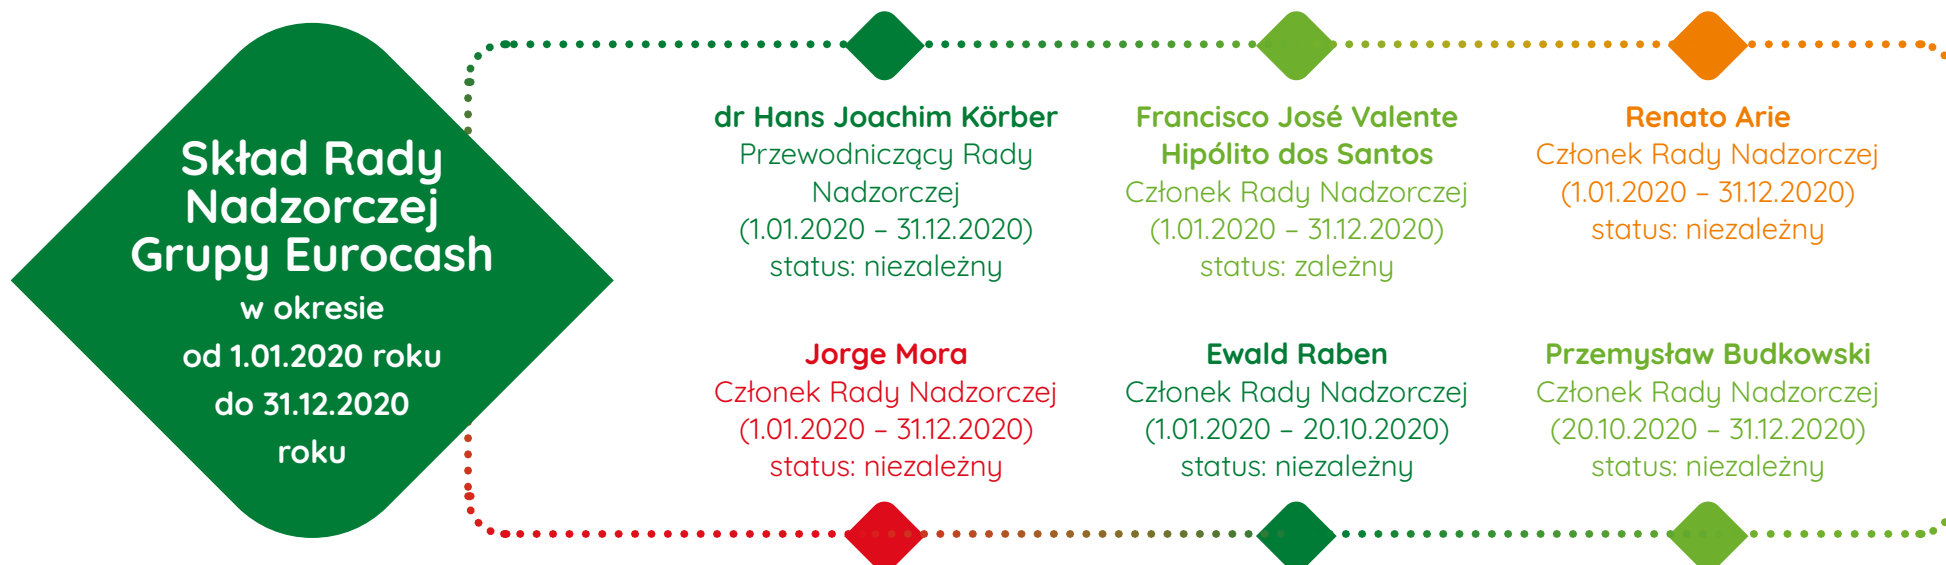 Skład Rady
Nadzorczej
Grupy Eurocash
w okresie
od 1.01.2020 roku
do 31.12.2020
roku
dr Hans Joachim Körber
Przewodniczący Rady
Nadzorczej
(1.01.2020 – 31.12.2020)
status: niezależny
Francisco José Valente
Hipólito dos Santos
Członek Rady Nadzorczej
(1.01.2020 – 31.12.2020)
status: zależny
Renato Arie
Członek Rady Nadzorczej
(1.01.2020 – 31.12.2020)
status: niezależny
Jorge Mora
Członek Rady Nadzorczej
(1.01.2020 – 31.12.2020)
status: niezależny
Ewald Raben
Członek Rady Nadzorczej
(1.01.2020 – 20.10.2020)
status: niezależny
Przemysław Budkowski
Członek Rady Nadzorczej
(20.10.2020 – 31.12.2020)
status: niezależny